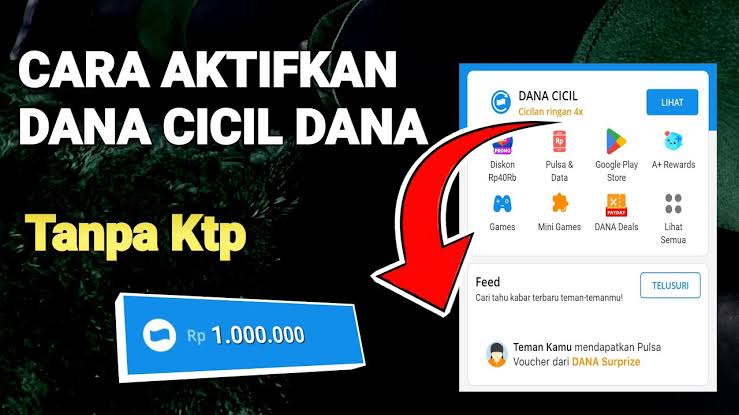 CARA AKTIFKAN
DANA CICIL DANA
Tanpa Ktp
Rp 1.000.000
DANA CICIL
Cicilan ringan 4x
LIHAT
PROMO
Diskon
Rp40Rb
Rp
Pulsa &
Data
Google Play
Store
A+ Rewards
Games
Mini Games
PAYDAY
DANA Deals
Lihat
Semua
Feed
Cari tahu kabar terbaru teman-temanmu!
TELUSURI
Teman Kamu mendapatkan Pulsa
Voucher dari DANA Surprize